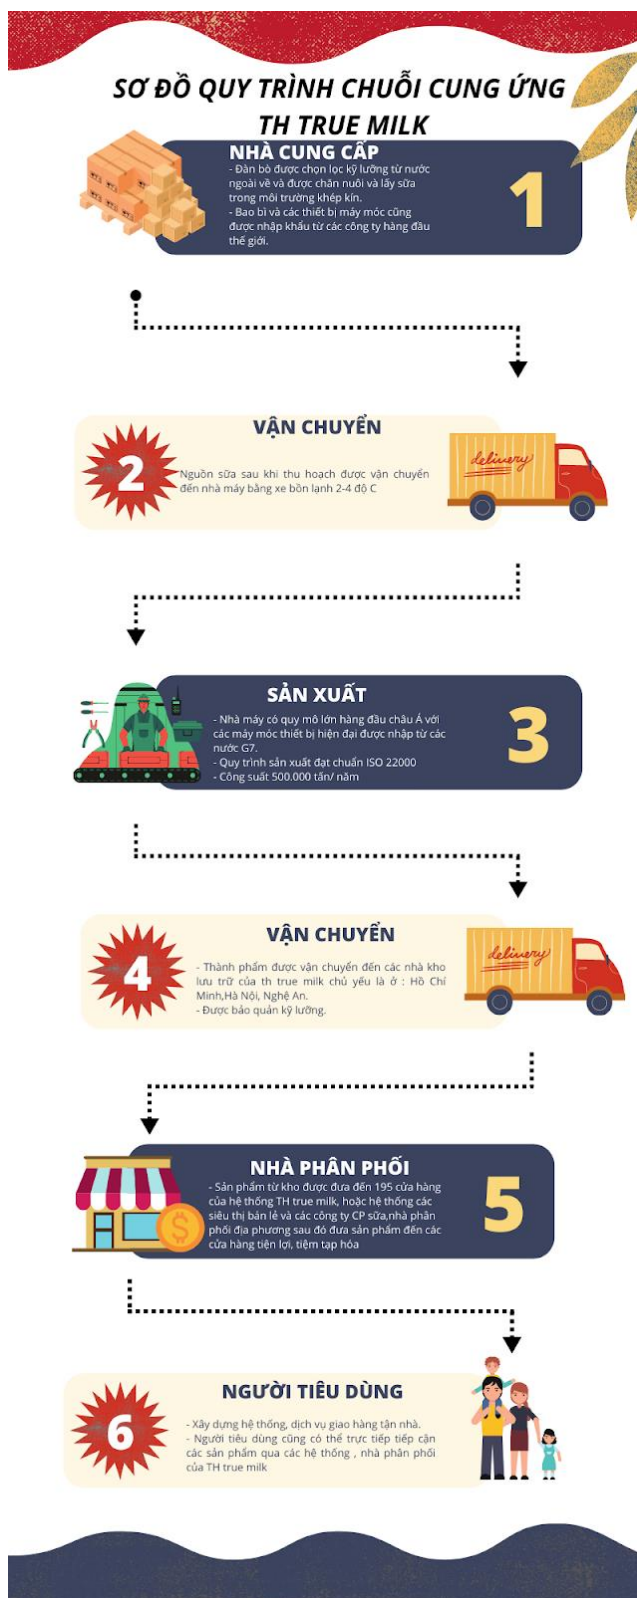 SƠ ĐỒ QUY TRÌNH CHUỖI CUNG ỨNG
TH TRUE MILK
NHÀ CUNG CẤP
- Đàn bò được chọn lọc kỹ lưỡng từ nước
ngoài về và được chăn nuôi và lấy sữa
trong môi trường khép kín.
- Bao bì và các thiết bị máy móc cũng
được nhập khẩu từ các công ty hàng đầu
thế giới.
1
VẬN CHUYỂN
2
Nguồn sữa sau khi thu hoạch được vận chuyển
đến nhà máy bằng xe bồn lạnh 2-4 độ C
delivery
SẢN XUẤT
- Nhà máy có quy mô lớn hàng đầu châu Á với
các máy móc thiết bị hiện đại được nhập từ các
nước G7.
- Quy trình sản xuất đạt chuẩn ISO 22000
- Công suất 500.000 tấn/ năm
3
VẬN CHUYỂN
4
- Thành phẩm được vận chuyển đến các nhà kho
lưu trữ của th true milk chủ yếu là ở : Hồ Chí
Minh,Hà Nội, Nghệ An.
- Được bảo quản kỹ lưỡng.
delivery
NHÀ PHÂN PHỐI
- Sản phẩm từ kho được đưa đến 195 cửa hàng
của hệ thống TH true milk, hoặc hệ thống các
siêu thị bán lẻ và các công ty CP sữa,nhà phân
phối địa phương sau đó đưa sản phẩm đến các
cửa hàng tiện lợi, tiệm tạp hóa
$
5
NGƯỜI TIÊU DÙNG
6
- Xây dựng hệ thống, dịch vụ giao hàng tận nhà.
- Người tiêu dùng cũng có thể trực tiếp tiếp cận
các sản phẩm qua các hệ thống , nhà phân phối
của TH true milk